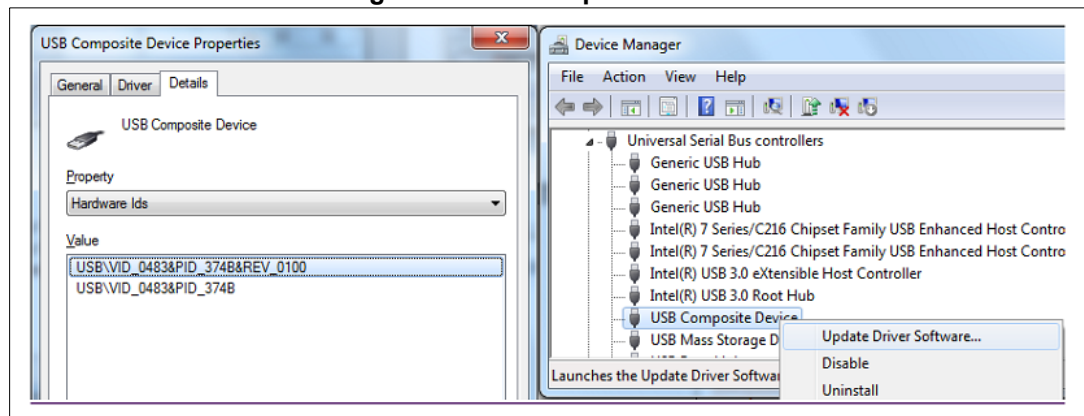 USB Composite Device Properties
General Driver Details
USB Composite Device
Property
Hardware Ids
Value
USB\VID_0483&PID_374B&REV_0100
USB\VID_0483&PID_374B
Device Manager
File Action View Help
Universal Serial Bus controllers
Generic USB Hub
Generic USB Hub
Generic USB Hub
Intel(R) 7 Series/C216 Chipset Family USB Enhanced Host Contro
Intel(R) 7 Series/C216 Chipset Family USB Enhanced Host Contro
Intel(R) USB 3.0 eXtensible Host Controller
Intel(R) USB 3.0 Root Hub
USB Composite Device
USB Mass Storage D
Launches the Update Driver Softwar
Update Driver Software...
Disable
Uninstall